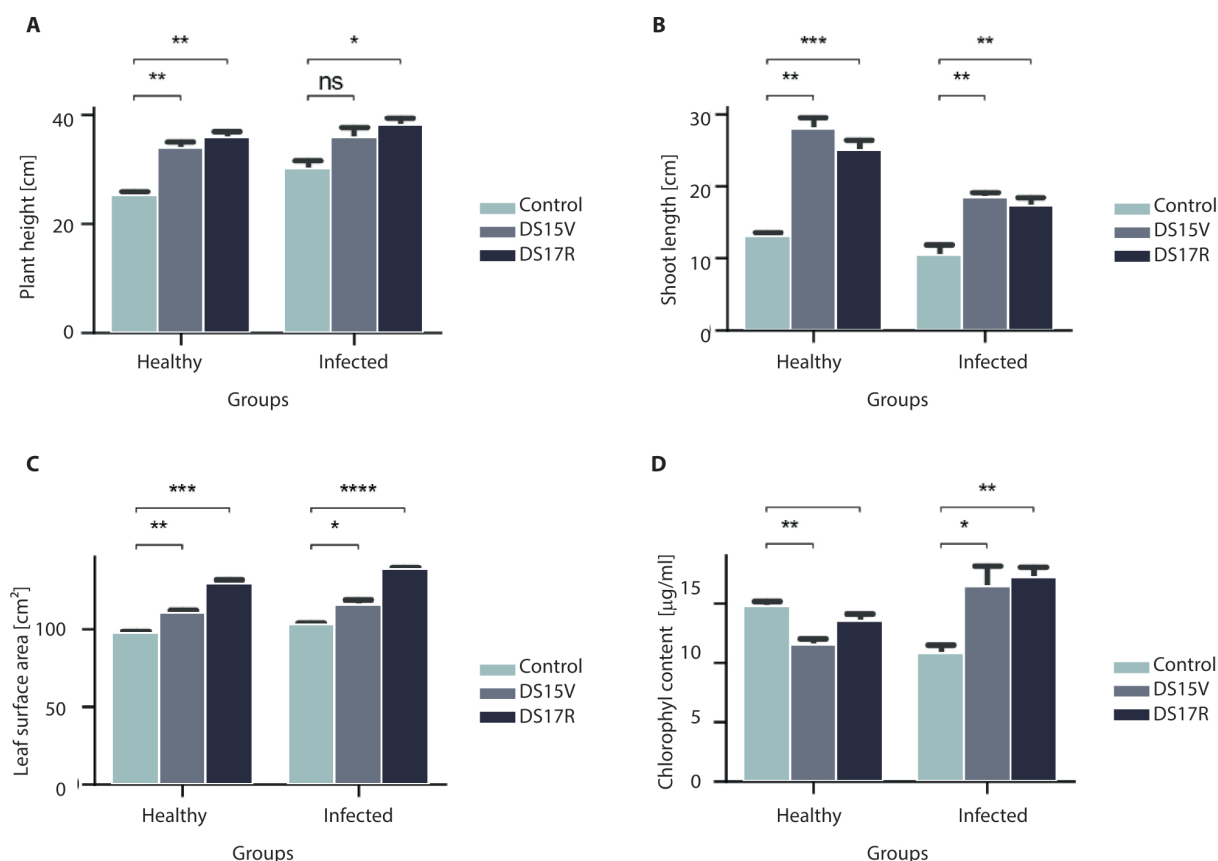 A
**
*
**
ns
40
20
0
Plant height [cm]
Healthy
Infected
Groups
Control
DS15V
DS17R
B
***
**
**
**
30
20
10
0
Shoot length [cm]
Healthy
Infected
Groups
Control
DS15V
DS17R
C
***
****
**
*
100
50
0
Leaf surface area [cm²]
Healthy
Infected
Groups
Control
DS15V
DS17R
D
**
**
*
15
10
5
0
Chlorophyl content [µg/ml]
Healthy
Infected
Groups
Control
DS15V
DS17R